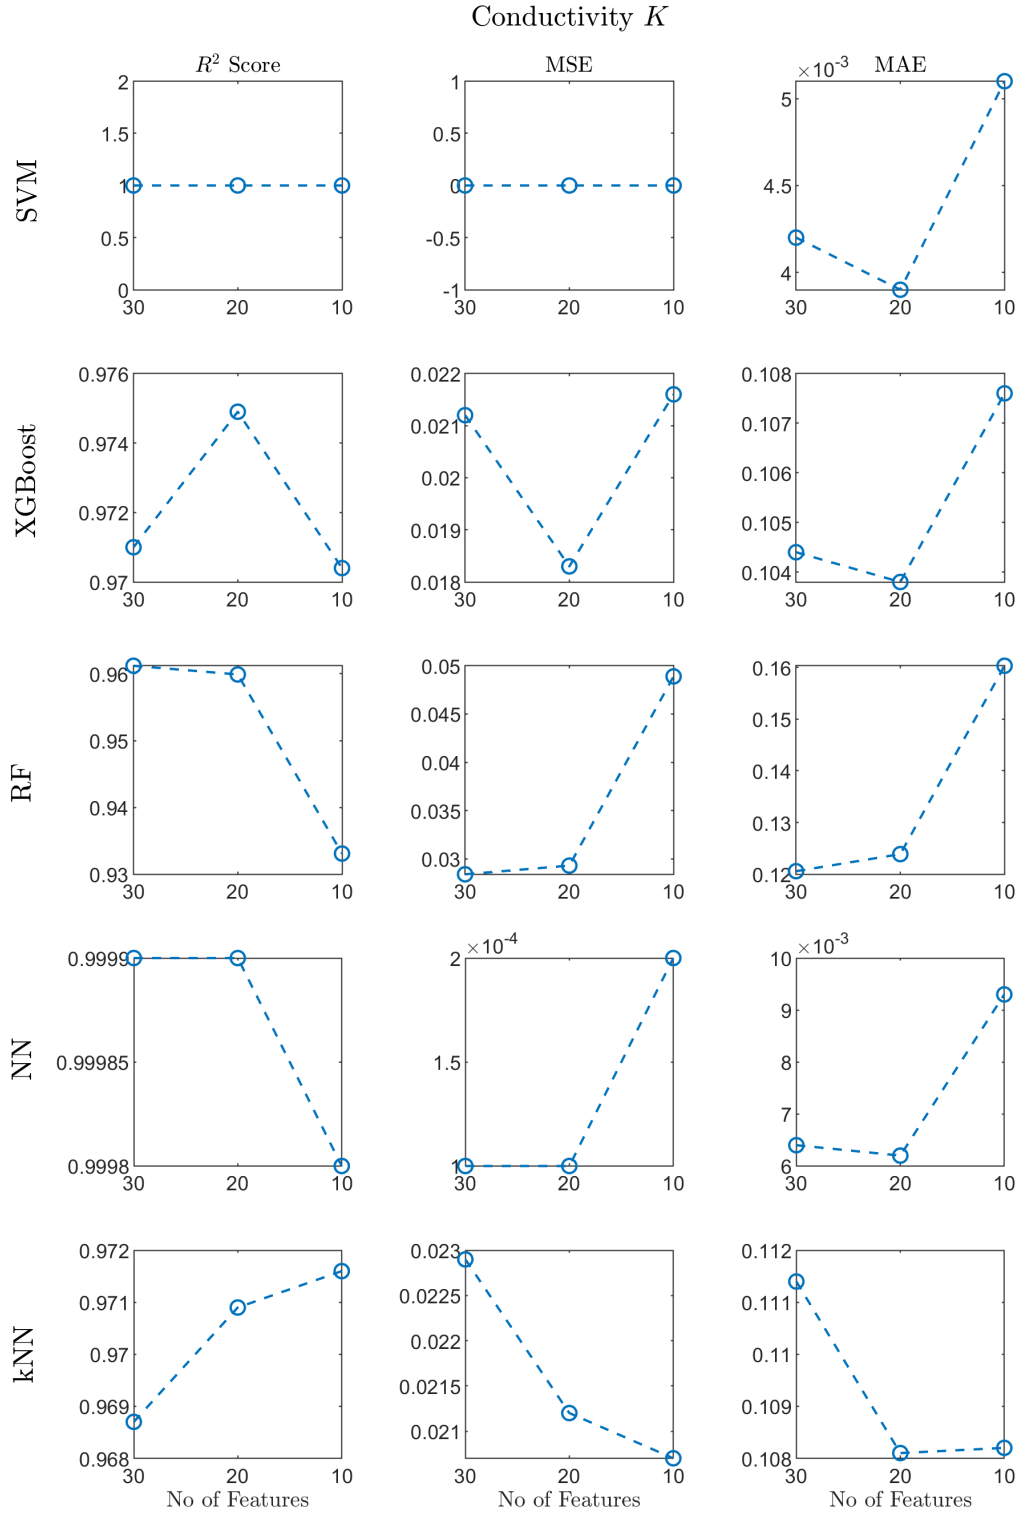 Conductivity K
R² Score
MSE
MAE
SVM
2
1.5
1
0.5
0
30 20 10
1
0.5
0
-0.5
-1
30 20 10
×10⁻³
5
4.5
4
30 20 10
XGBoost
0.976
0.974
0.972
0.97
30 20 10
0.022
0.021
0.02
0.019
0.018
30 20 10
0.108
0.107
0.106
0.105
0.104
30 20 10
RF
0.96
0.95
0.94
0.93
30 20 10
0.05
0.045
0.04
0.035
0.03
30 20 10
0.16
0.15
0.14
0.13
0.12
30 20 10
NN
0.9999
0.99985
0.9998
30 20 10
×10⁻⁴
2
1.5
1
30 20 10
×10⁻³
10
9
8
7
6
30 20 10
kNN
0.972
0.971
0.97
0.969
0.968
30 20 10
No of Features
0.023
0.0225
0.022
0.0215
0.021
30 20 10
No of Features
0.112
0.111
0.11
0.109
0.108
30 20 10
No of Features